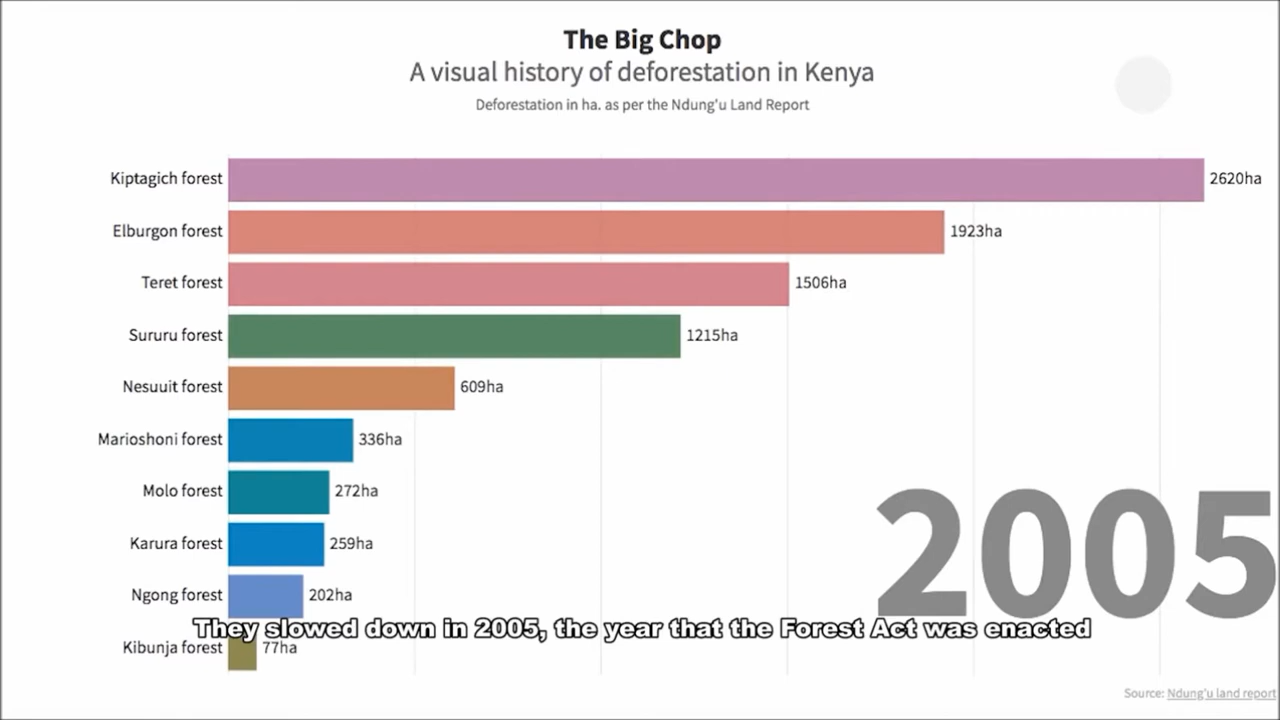 The Big Chop
A visual history of deforestation in Kenya
Deforestation in ha. as per the Ndung'u Land Report
Kiptagich forest 2620ha
Elburgon forest 1923ha
Teret forest 1506ha
Sururu forest 1215ha
Nesuuit forest 609ha
Marioshoni forest 336ha
Molo forest 272ha
Karura forest 259ha
Ngong forest 202ha
Kibunja forest 77ha
2005
They slowed down in 2005, the year that the Forest Act was enacted
Source: Ndung'u land report